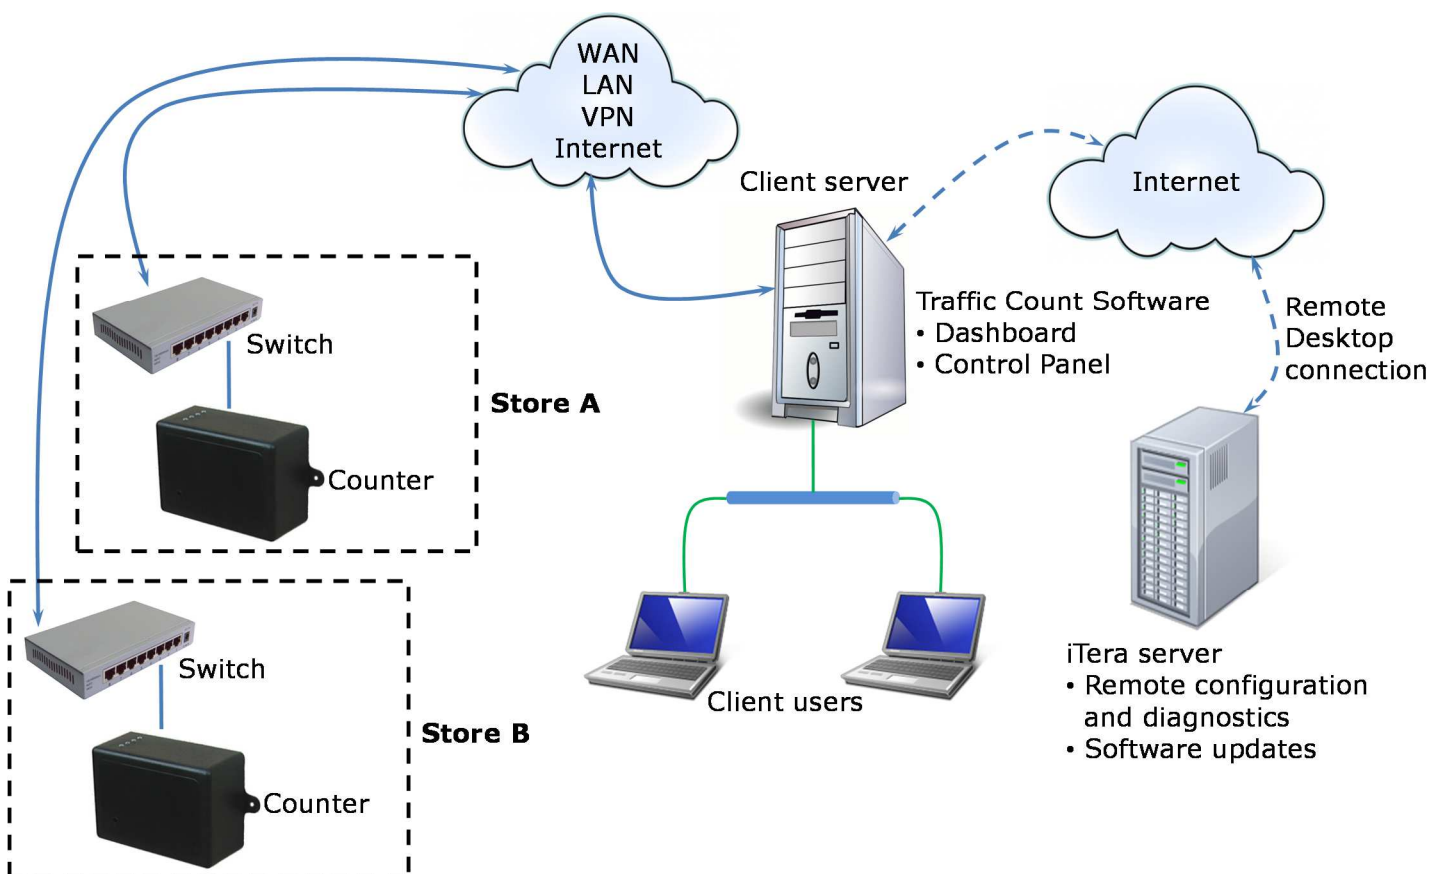 WAN
LAN
VPN
Internet
Client server
Internet
Traffic Count Software
• Dashboard
• Control Panel
Remote
Desktop
connection
Switch
Store A
Counter
Switch
Store B
Counter
Client users
iTera server
• Remote configuration
and diagnostics
• Software updates